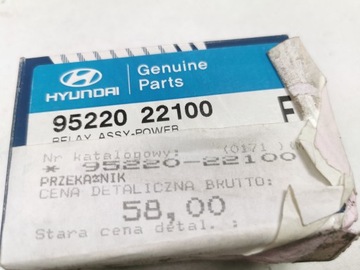 HYUNDAI
Genuine
Parts
95220 22100
RELAY ASSY-POWER
Nr katalogowy: (0171 )
* 95220-22100
PRZEKAŹNIK
CENA DETALICZNA BRUTTO:
58,00
Stara cena detal. :